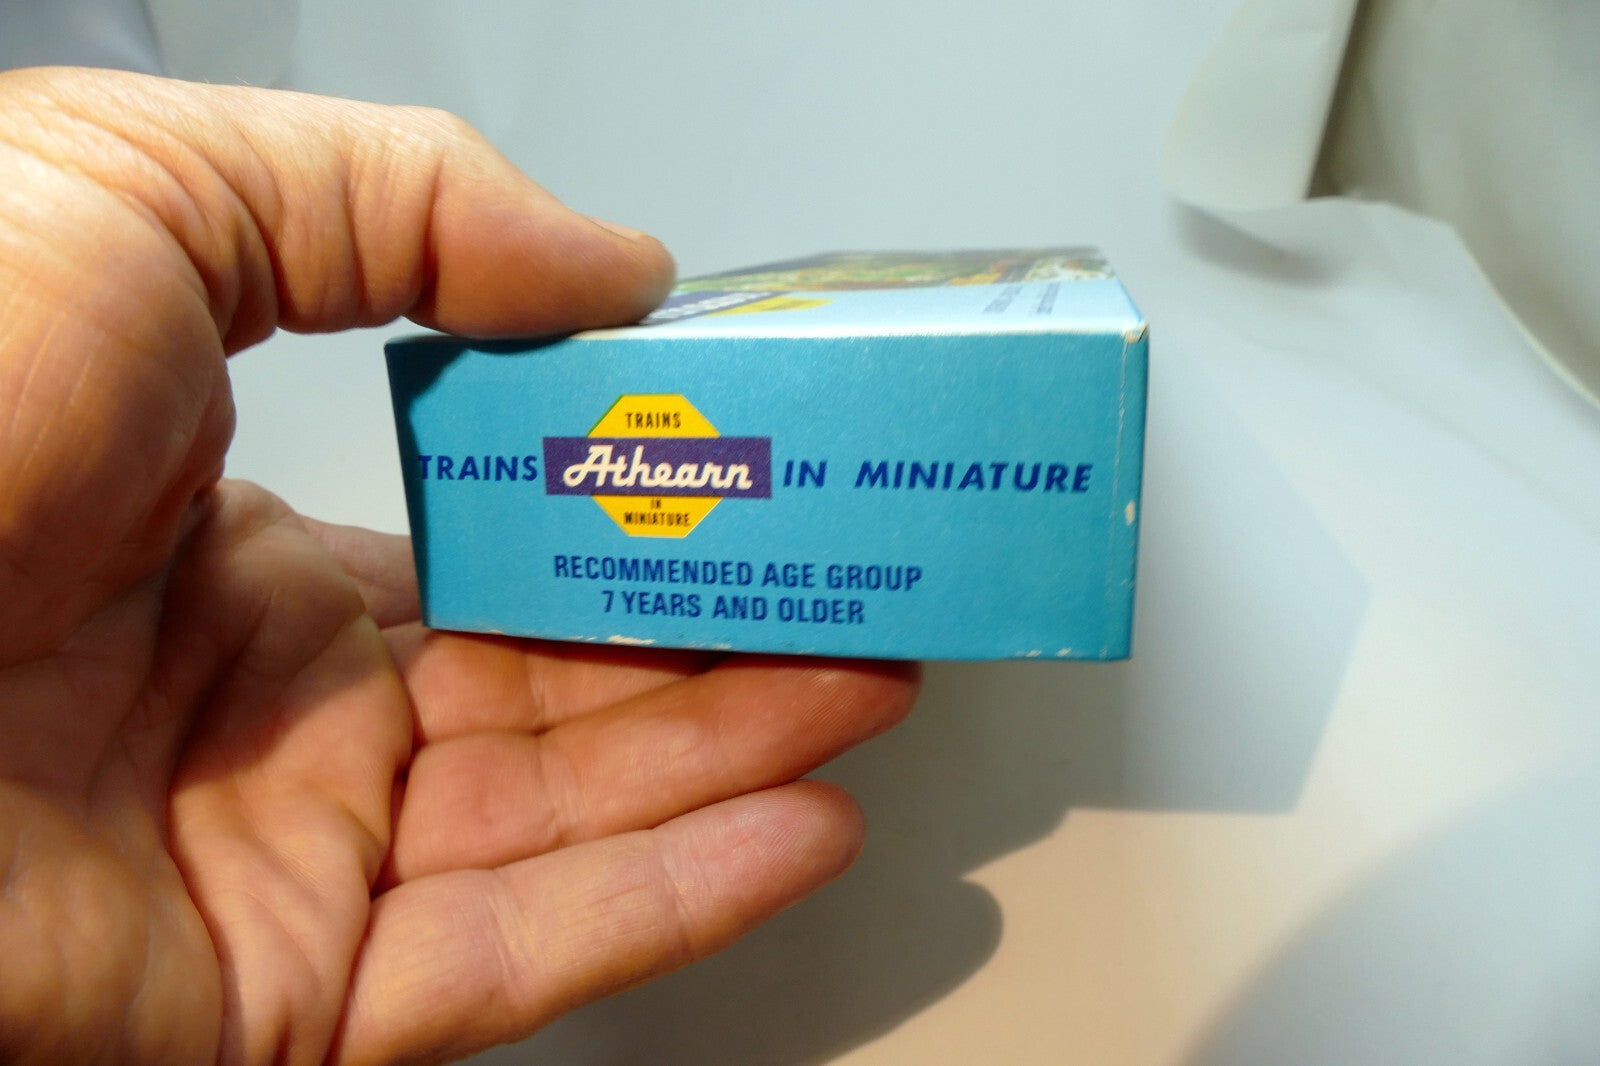 TRAINS
TRAINS Athearn IN MINIATURE
IN
MINIATURE
RECOMMENDED AGE GROUP
7 YEARS AND OLDER